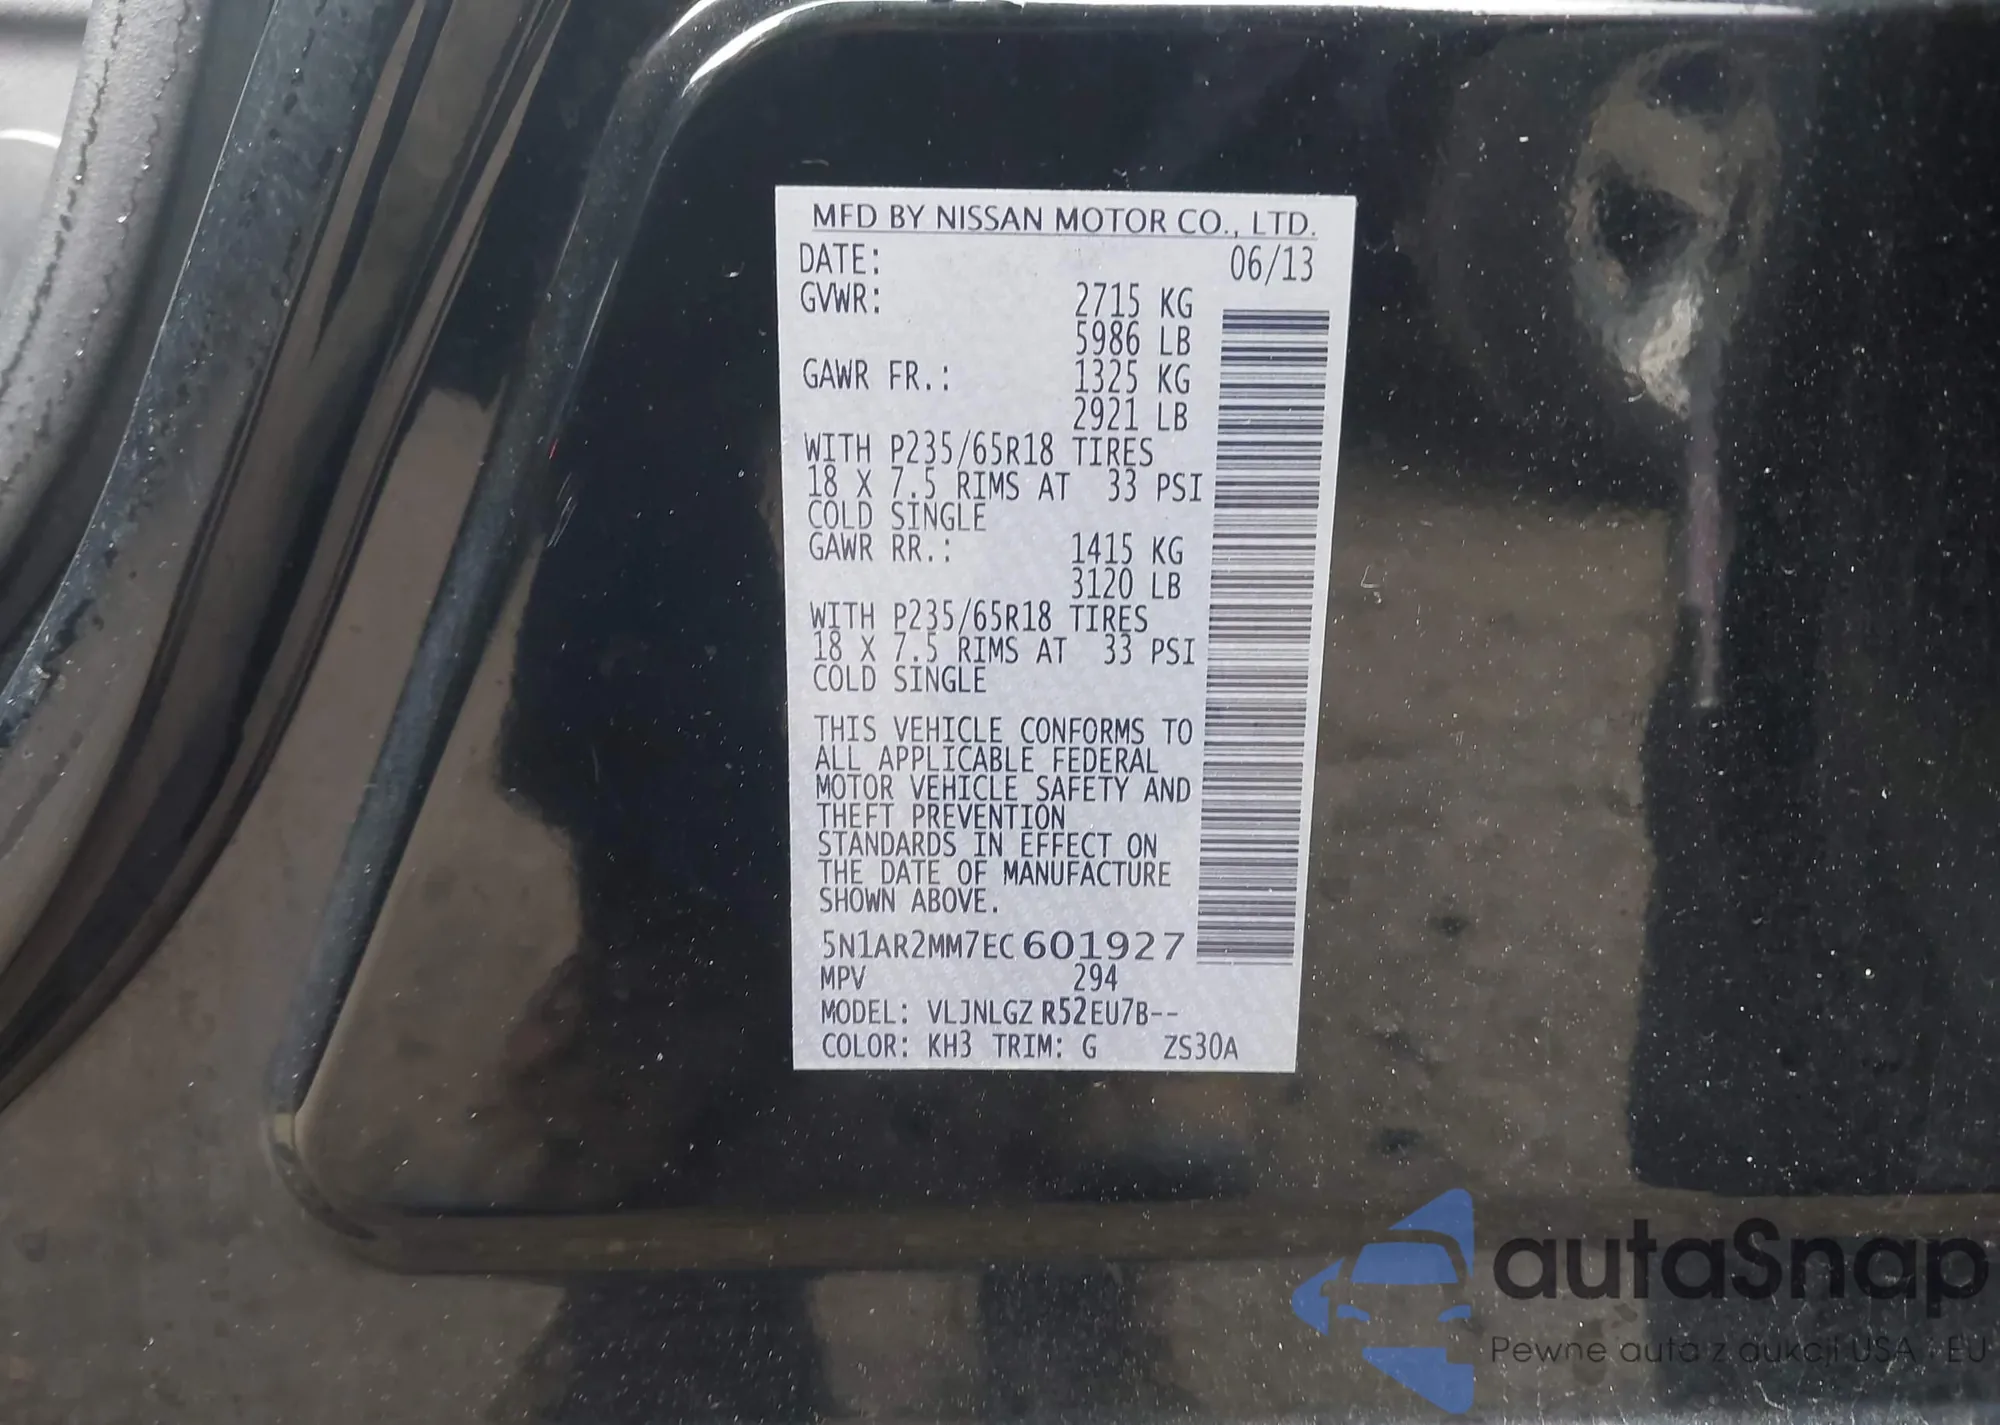 MFD BY NISSAN MOTOR CO., LTD.
DATE: 06/13
GVWR: 2715 KG
5986 LB
GAWR FR.: 1325 KG
2921 LB
WITH P235/65R18 TIRES
18 X 7.5 RIMS AT 33 PSI
COLD SINGLE
GAWR RR.: 1415 KG
3120 LB
WITH P235/65R18 TIRES
18 X 7.5 RIMS AT 33 PSI
COLD SINGLE
THIS VEHICLE CONFORMS TO
ALL APPLICABLE FEDERAL
MOTOR VEHICLE SAFETY AND
THEFT PREVENTION
STANDARDS IN EFFECT ON
THE DATE OF MANUFACTURE
SHOWN ABOVE.
5N1AR2MM7EC601927
MPV 294
MODEL: VLJNLGZ R52EU7B--
COLOR: KH3 TRIM: G ZS30A
autaSnap
Pewne auta z aukcji USA i EU